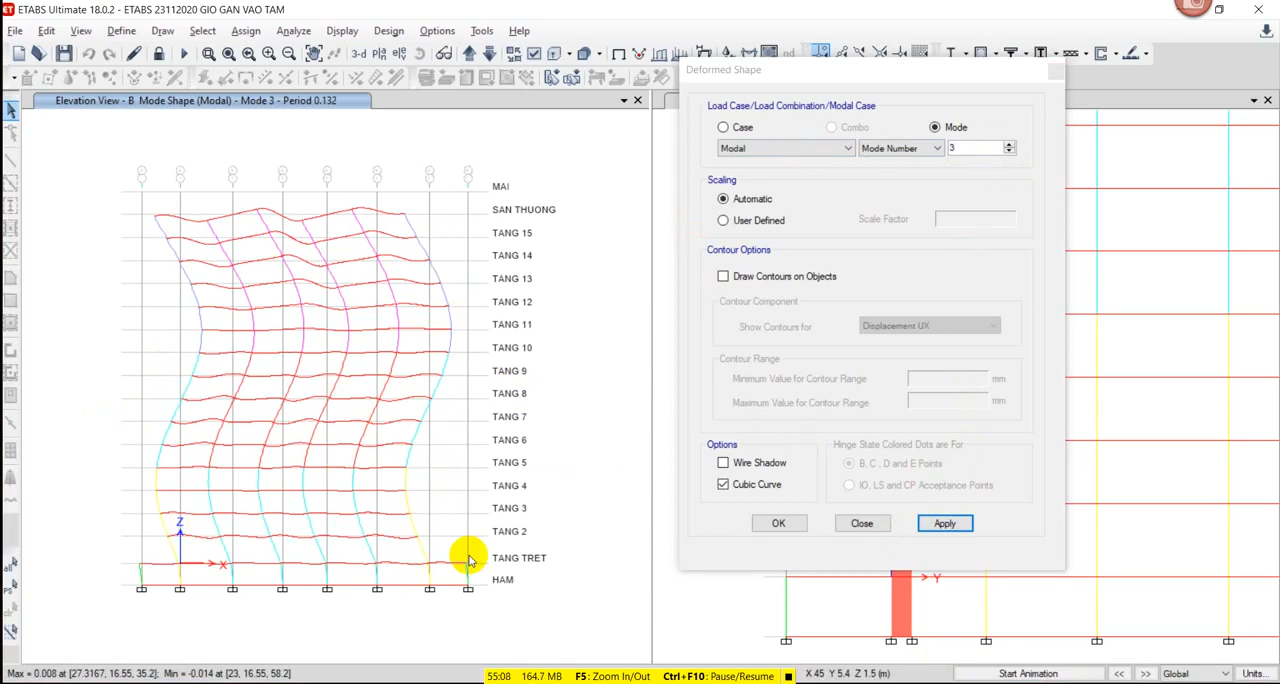 ETABS Ultimate 18.0.2 - ETABS 23112020 GIO GAN VAO TAM
File Edit View Define Draw Select Assign Analyze Display Design Options Tools Help
3-d
nd
Elevation View - B Mode Shape (Modal) - Mode 3 - Period 0.132
MAI
SAN THUONG
TANG 15
TANG 14
TANG 13
TANG 12
TANG 11
TANG 10
TANG 9
TANG 8
TANG 7
TANG 6
TANG 5
TANG 4
TANG 3
TANG 2
TANG TRET
HAM
Z
X
Deformed Shape
Load Case/Load Combination/Modal Case
Case
Combo
Mode
Modal
Mode Number
3
Scaling
Automatic
User Defined
Scale Factor
Contour Options
Draw Contours on Objects
Contour Component
Show Contours for
Displacement UX
Contour Range
Minimum Value for Contour Range
mm
Maximum Value for Contour Range
mm
Options
Wire Shadow
Cubic Curve
Hinge State Colored Dots are For
B, C, D and E Points
IO, LS and CP Acceptance Points
OK
Close
Apply
Y
all
PS
clr
Max = 0.008 at [27.3167, 16.55, 35.2]; Min = -0.014 at [23, 16.55, 58.2]
55:08 164.7 MB F5: Zoom In/Out Ctrl+F10: Pause/Resume
X 45 Y 5.4 Z 1.5 (m)
Start Animation
<< >>
Global
Units...